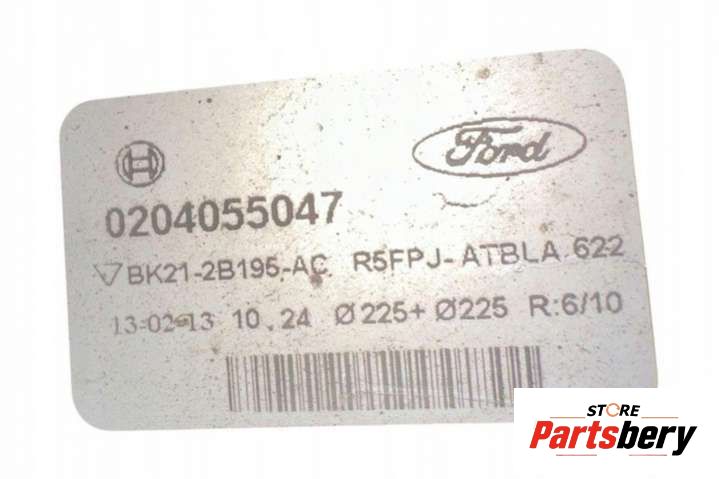 Ford
0204055047
BK21-2B195-AC R5FPJ-ATBLA 622
13-02-13 10.24 Ø225+Ø225 R:6/10
STORE
Partsbery